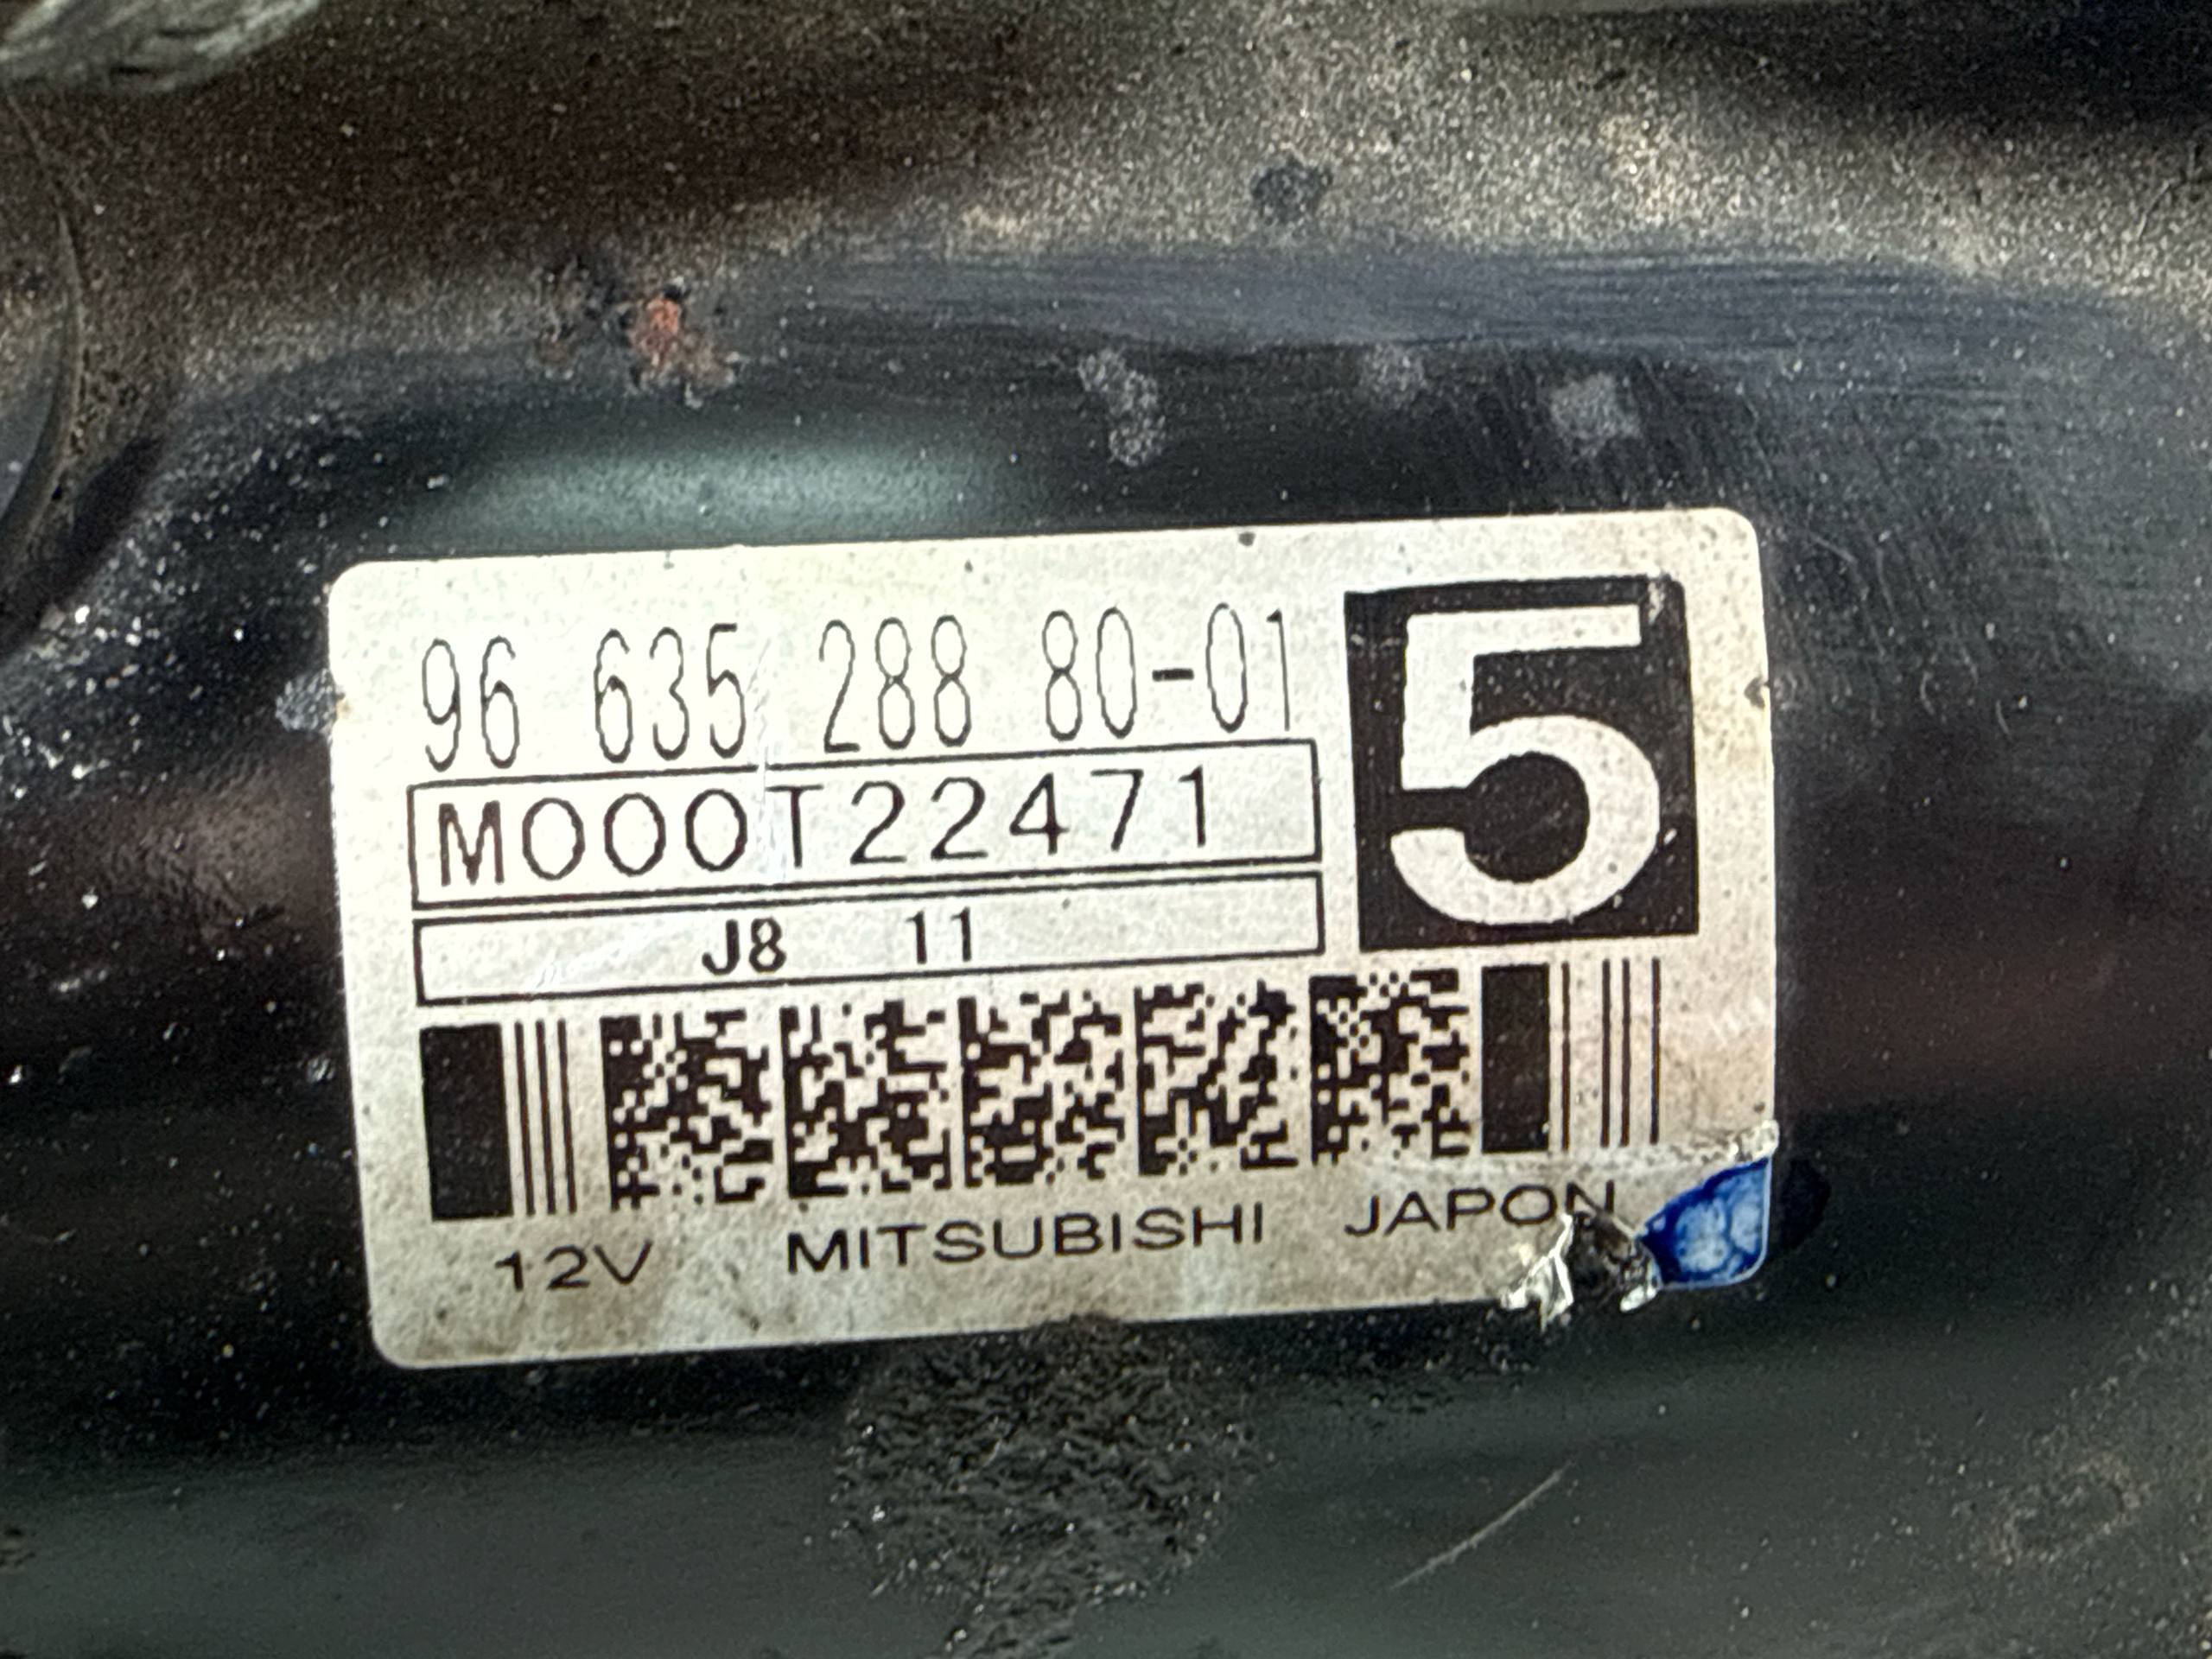 96 635 288 80-01
5
M000T22471
J8 11
12V MITSUBISHI JAPON